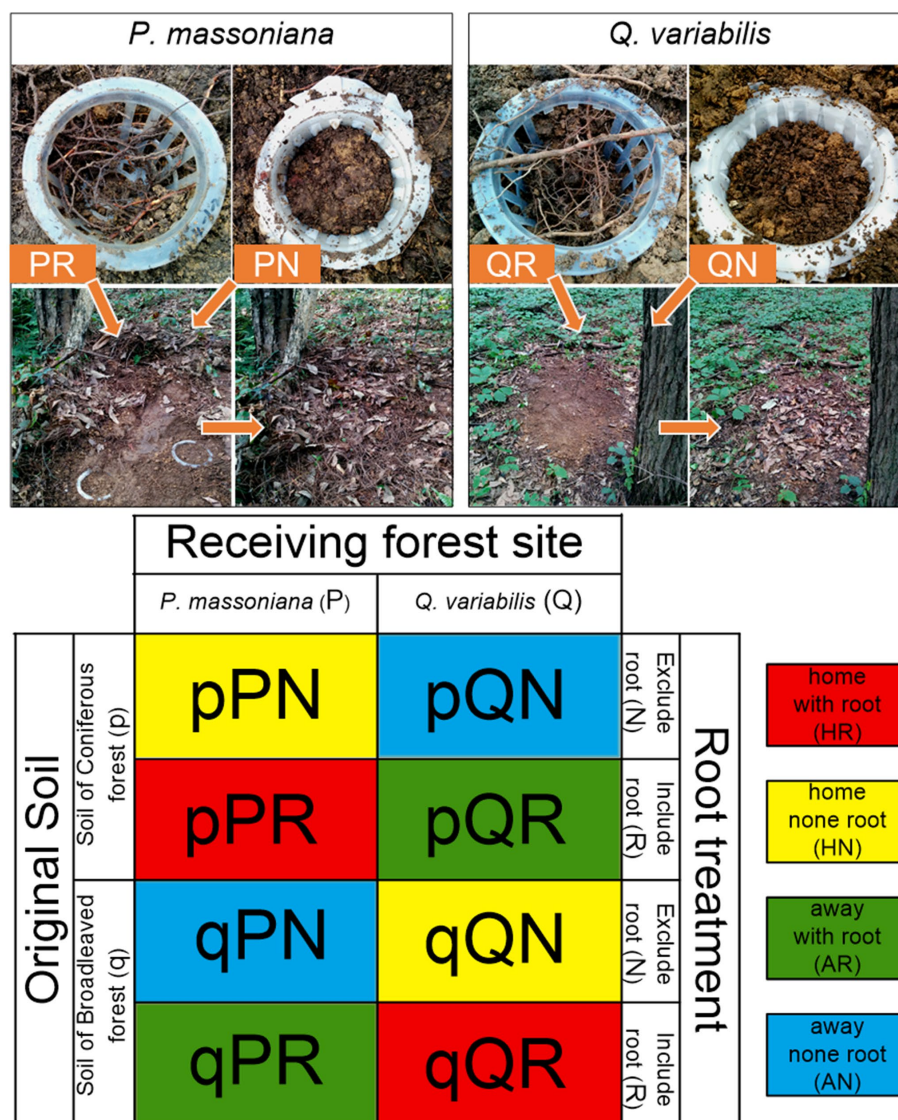 P. massoniana
Q. variabilis
PR
PN
QR
QN
Receiving forest site
P. massoniana (P)
Q. variabilis (Q)
Original Soil
Soil of Coniferous
forest (p)
Soil of Broadleaved
forest (q)
pPN
pQN
pPR
pQR
qPN
qQN
qPR
qQR
Exclude
root (N)
Include
root (R)
Exclude
root (N)
Include
root (R)
Root treatment
home
with root
(HR)
home
none root
(HN)
away
with root
(AR)
away
none root
(AN)